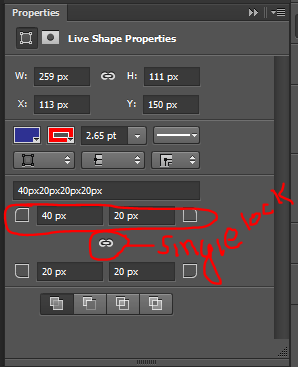 Properties
Live Shape Properties
W: 259 px H: 111 px
X: 113 px Y: 150 px
2.65 pt
40px20px20px20px
40 px 20 px
single lock
20 px 20 px